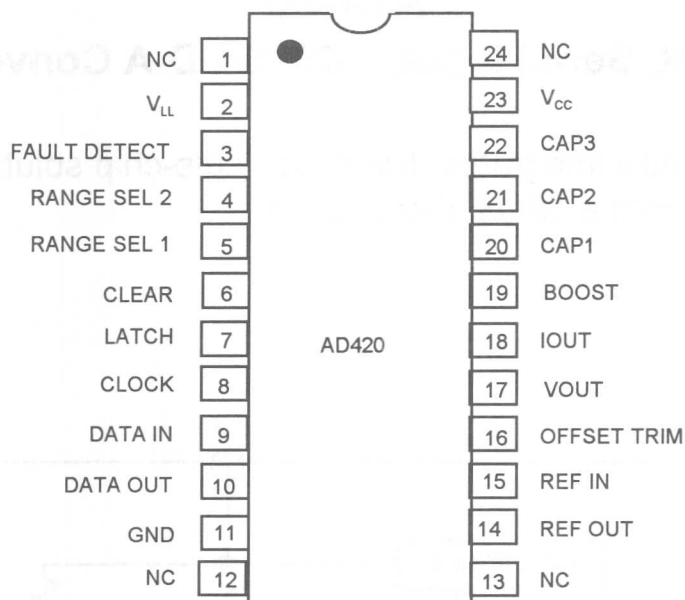 NC 1 24 NC
V_LL 2 23 V_CC
FAULT DETECT 3 22 CAP3
RANGE SEL 2 4 21 CAP2
RANGE SEL 1 5 20 CAP1
CLEAR 6 19 BOOST
LATCH 7 AD420 18 IOUT
CLOCK 8 17 VOUT
DATA IN 9 16 OFFSET TRIM
DATA OUT 10 15 REF IN
GND 11 14 REF OUT
NC 12 13 NC